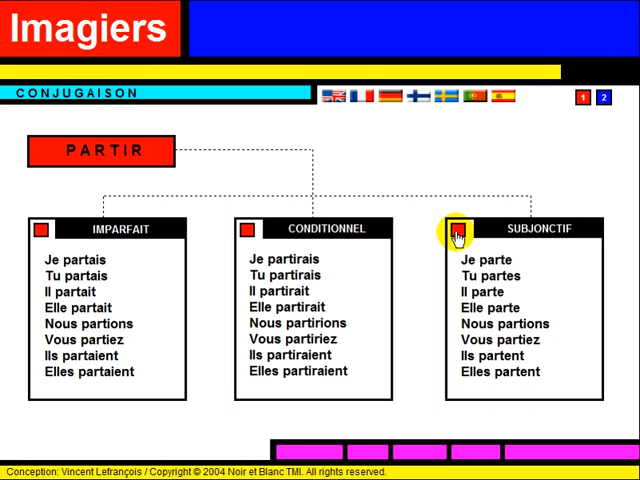 Imagiers
CONJUGAISON
1 2
PARTIR
IMPARFAIT
Je partais
Tu partais
Il partait
Elle partait
Nous partions
Vous partiez
Ils partaient
Elles partaient
CONDITIONNEL
Je partirais
Tu partirais
Il partirait
Elle partirait
Nous partirions
Vous partiriez
Ils partiraient
Elles partiraient
SUBJONCTIF
Je parte
Tu partes
Il parte
Elle parte
Nous partions
Vous partiez
Ils partent
Elles partent
Conception: Vincent Lefrançois / Copyright © 2004 Noir et Blanc TMI. All rights reserved.